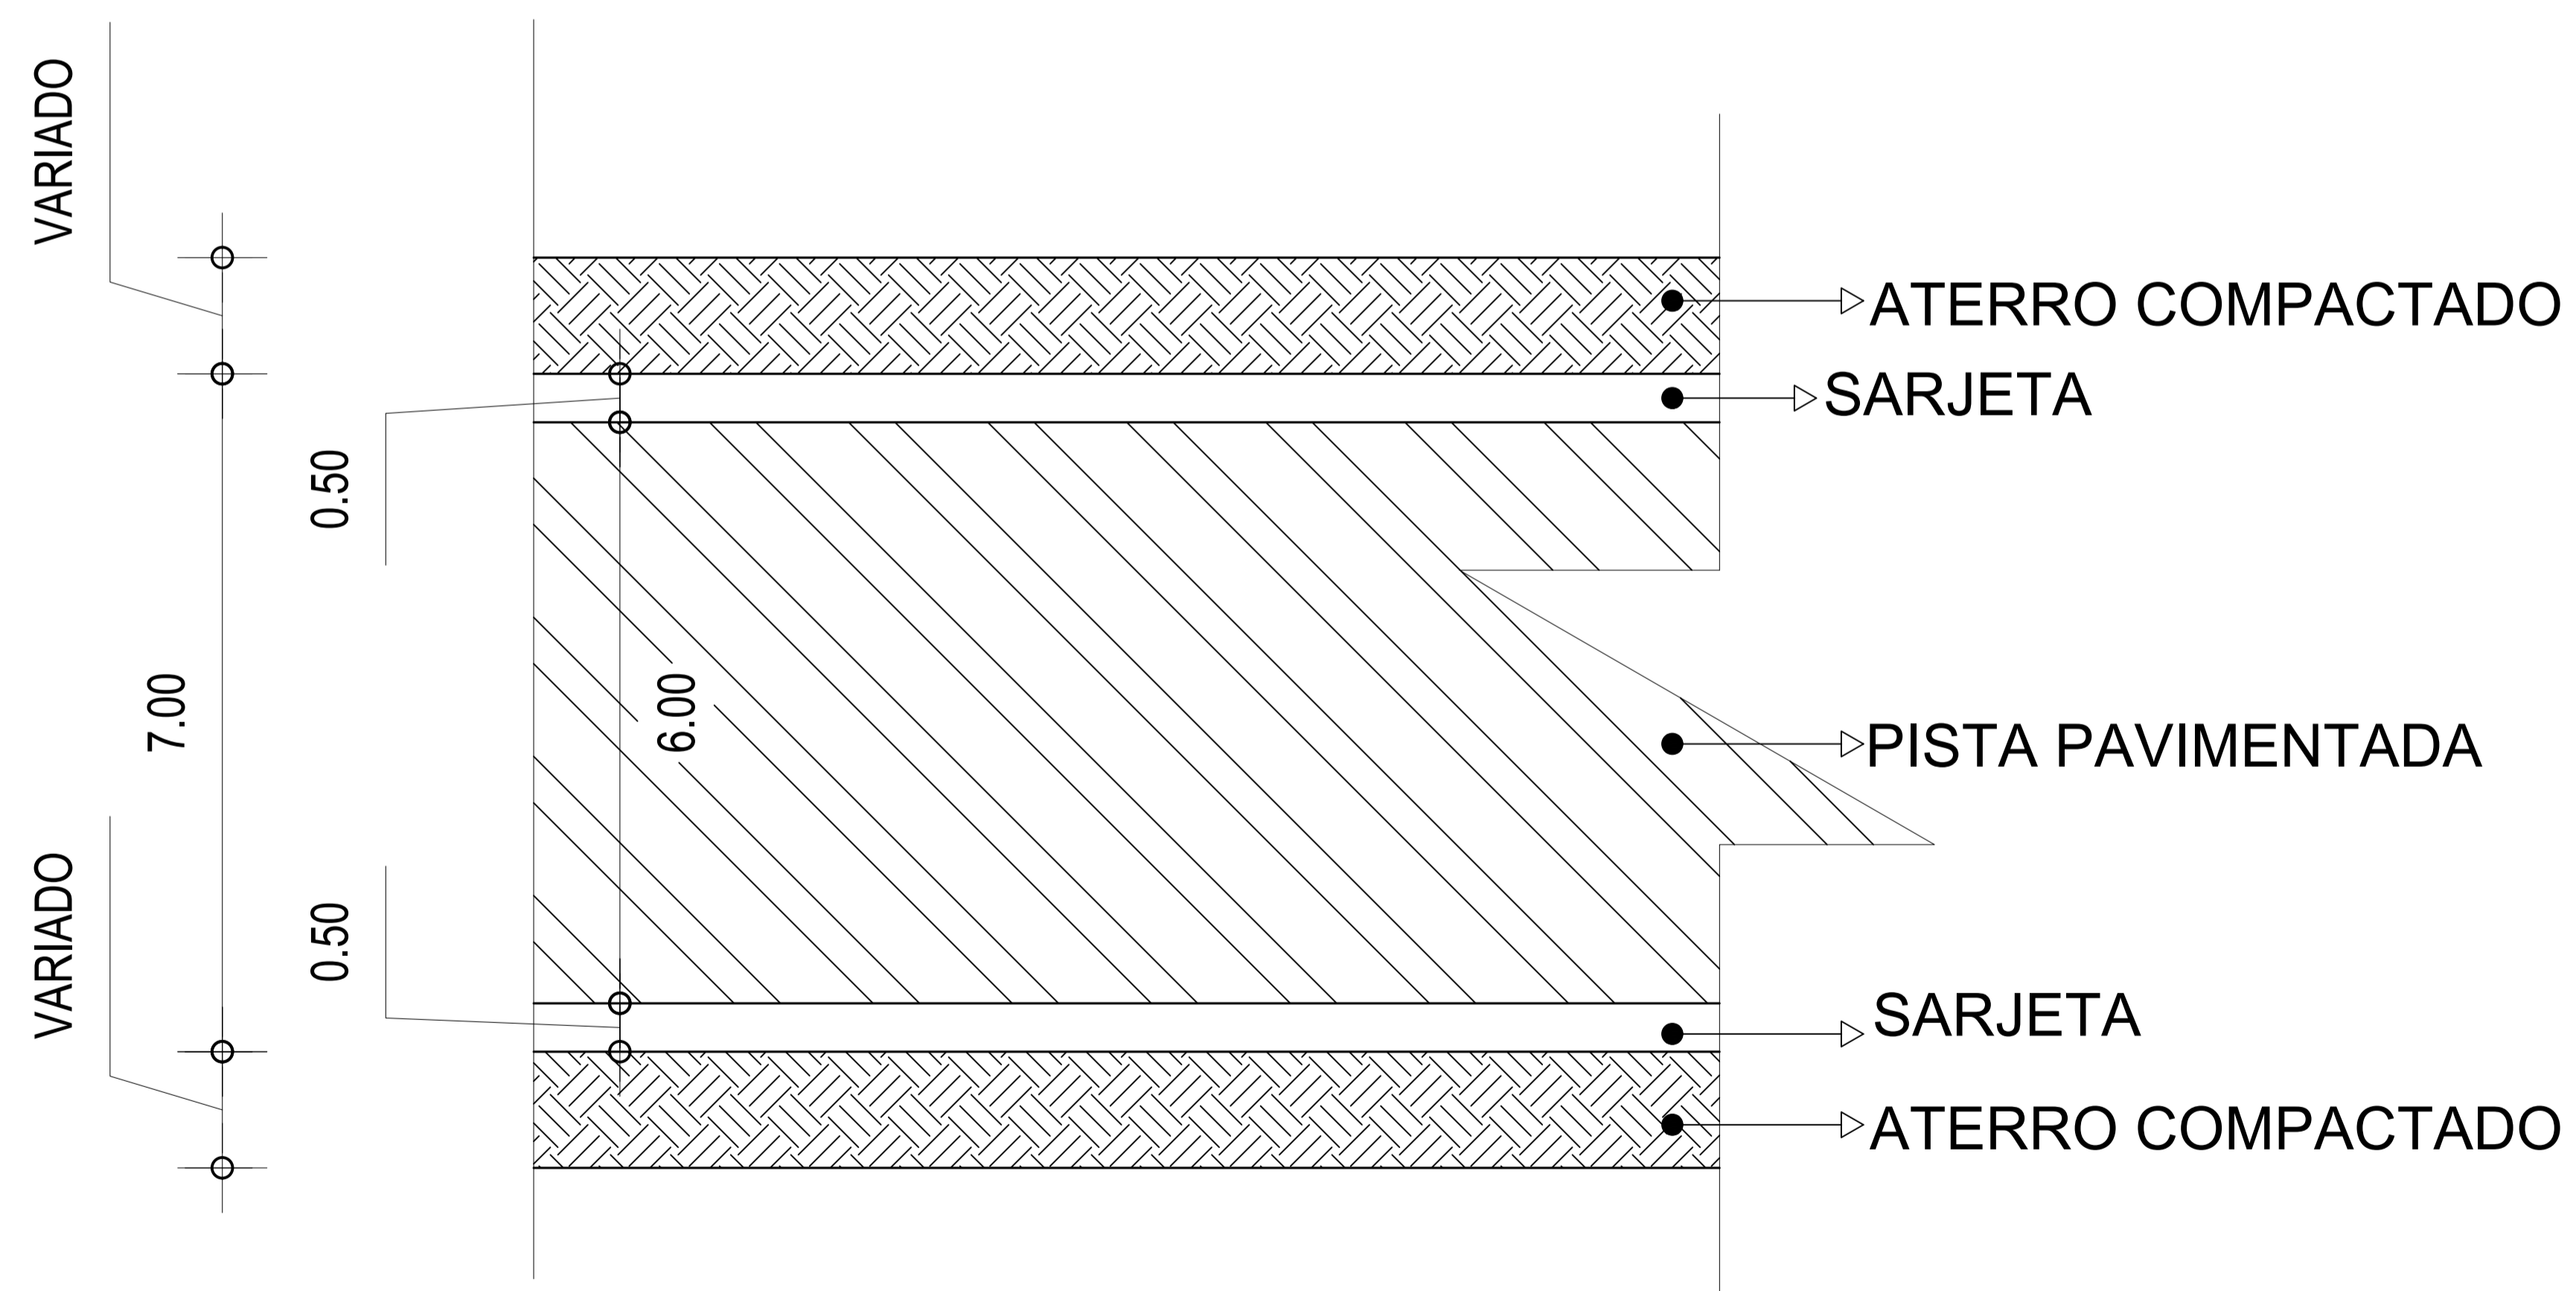 VARIADO
ATERRO COMPACTADO
SARJETA
0.50
7.00
6.00
PISTA PAVIMENTADA
VARIADO
0.50
SARJETA
ATERRO COMPACTADO